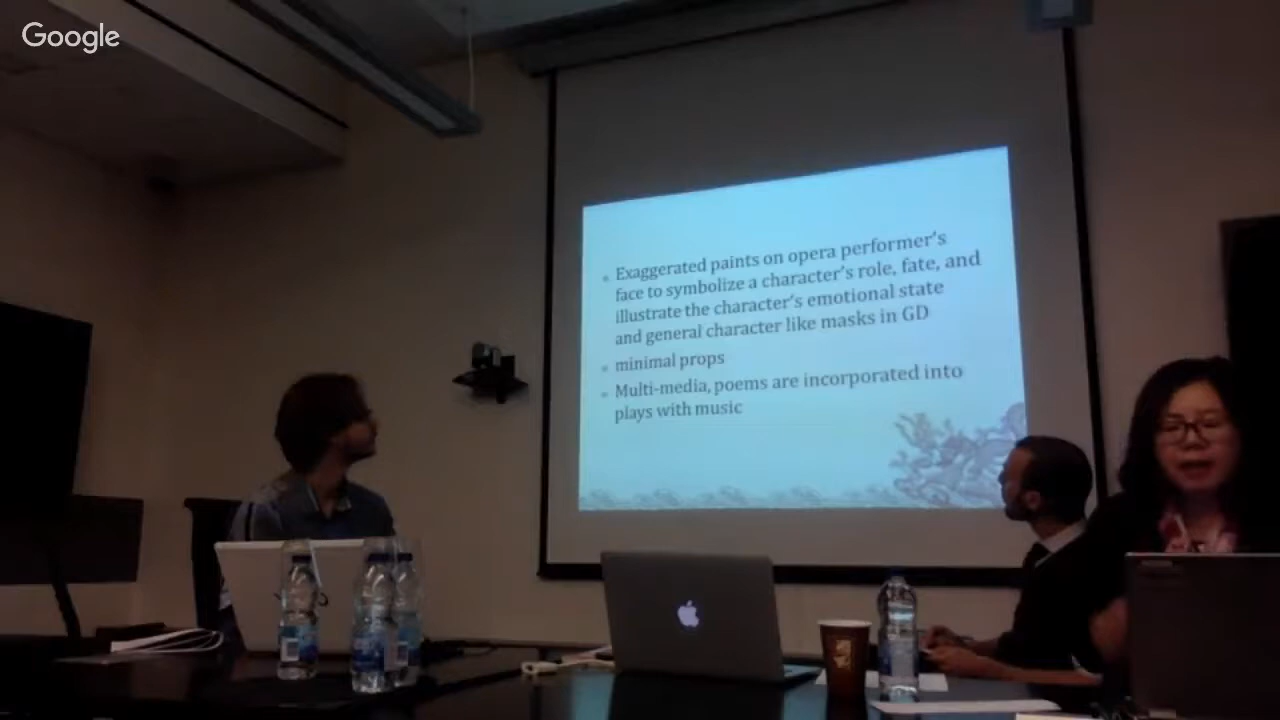 Google
Exaggerated paints on opera performer's
face to symbolize a character's role, fate, and
illustrate the character's emotional state
and general character like masks in GD
minimal props
Multi-media, poems are incorporated into
plays with music